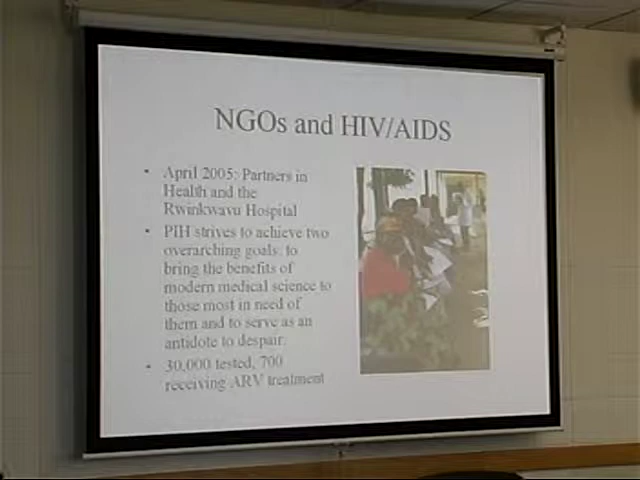 NGOs and HIV/AIDS
• April 2005: Partners in
Health and the
Rwinkwavu Hospital
• PIH strives to achieve two
overarching goals: to
bring the benefits of
modern medical science to
those most in need of
them and to serve as an
antidote to despair.
• 30,000 tested, 700
receiving ARV treatment